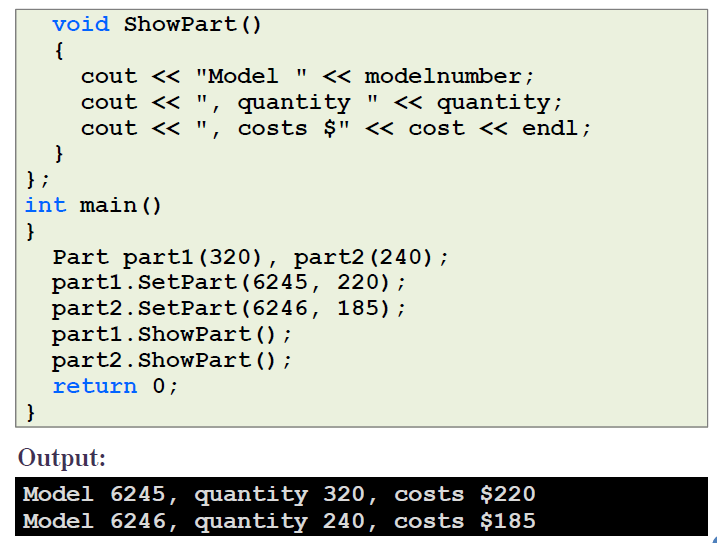 void ShowPart()
{
cout << "Model " << modelnumber;
cout << ", quantity " << quantity;
cout << ", costs $" << cost << endl;
}
};
int main()
}
Part part1(320), part2(240);
part1.SetPart(6245, 220);
part2.SetPart(6246, 185);
part1.ShowPart();
part2.ShowPart();
return 0;
}
Output:
Model 6245, quantity 320, costs $220
Model 6246, quantity 240, costs $185